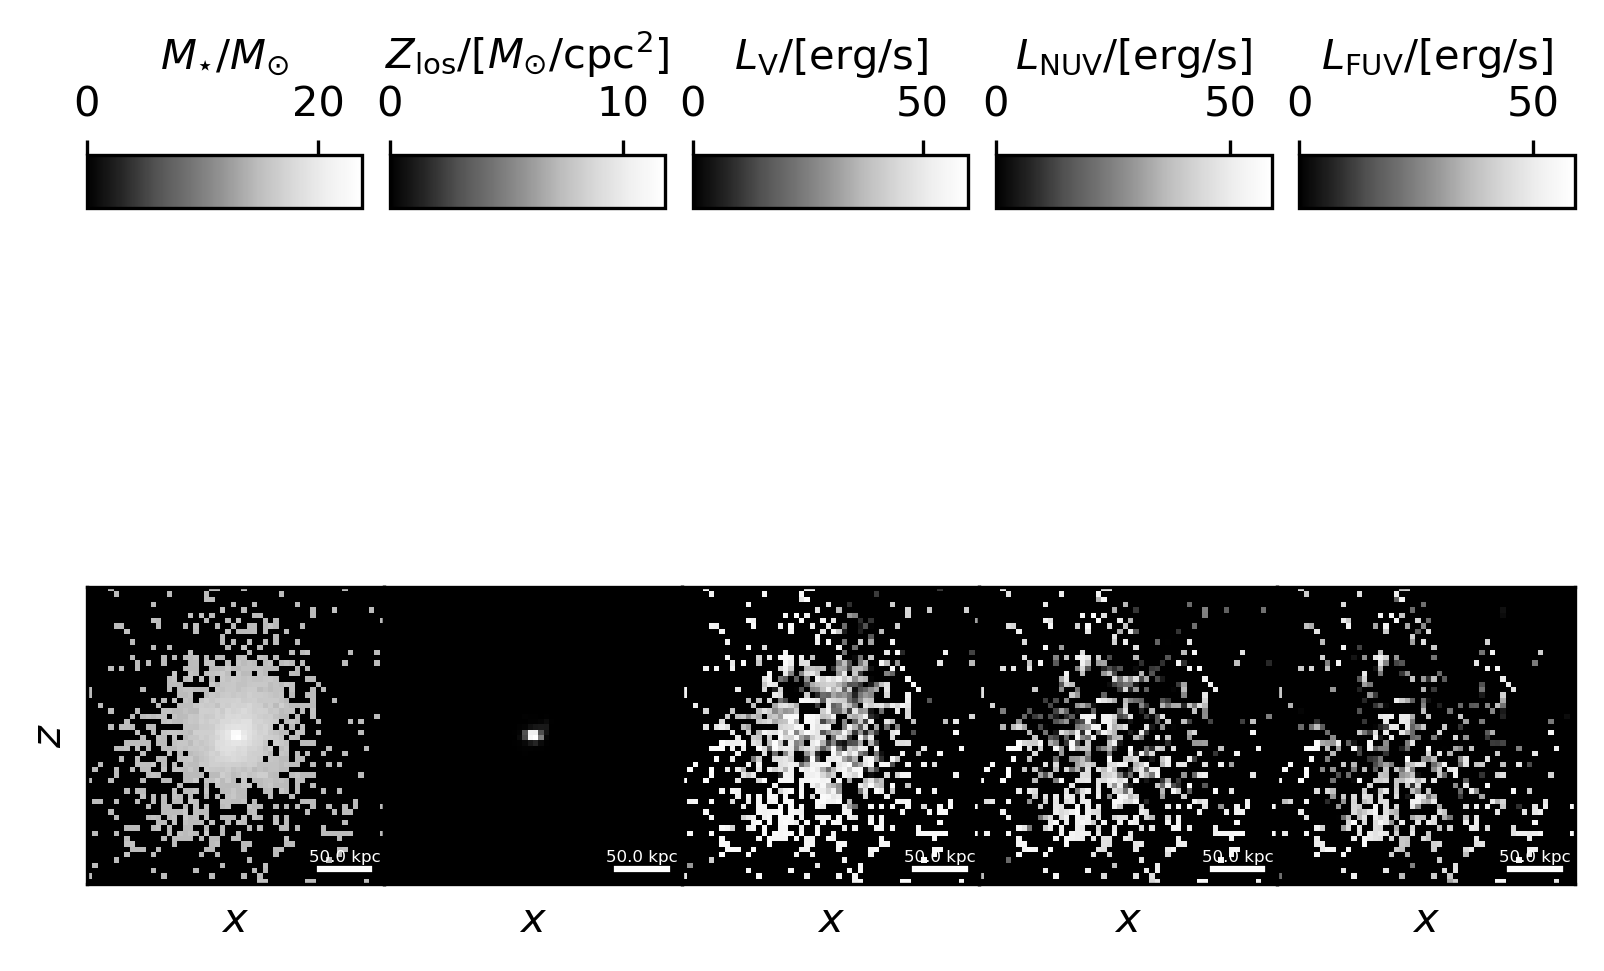 M⋆/M⊙ Z_los/[M⊙/cpc²] L_V/[erg/s] L_NUV/[erg/s] L_FUV/[erg/s]
0 20 0 10 0 50 0 50 0 50
z
50.0 kpc 50.0 kpc 50.0 kpc 50.0 kpc 50.0 kpc
x x x x x